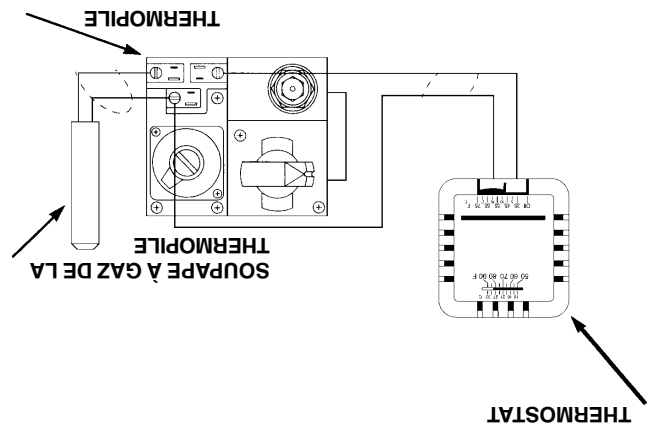 THERMOSTAT
50 60 70 80 90 F
SOUPAPE À GAZ DE LA
THERMOPILE
THERMOPILE